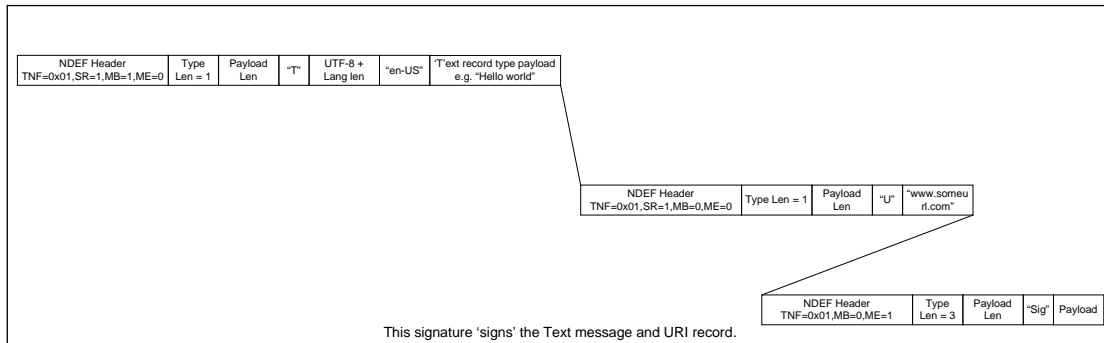 NDEF Header
TNF=0x01,SR=1,MB=1,ME=0
Type
Len = 1
Payload
Len
“T”
UTF-8 +
Lang len
“en-US”
‘T’ext record type payload
e.g. “Hello world”
NDEF Header
TNF=0x01,SR=1,MB=0,ME=0
Type Len = 1
Payload
Len
“U”
“www.someu
rl.com”
NDEF Header
TNF=0x01,MB=0,ME=1
Type
Len = 3
Payload
Len
“Sig”
Payload
This signature ‘signs’ the Text message and URI record.